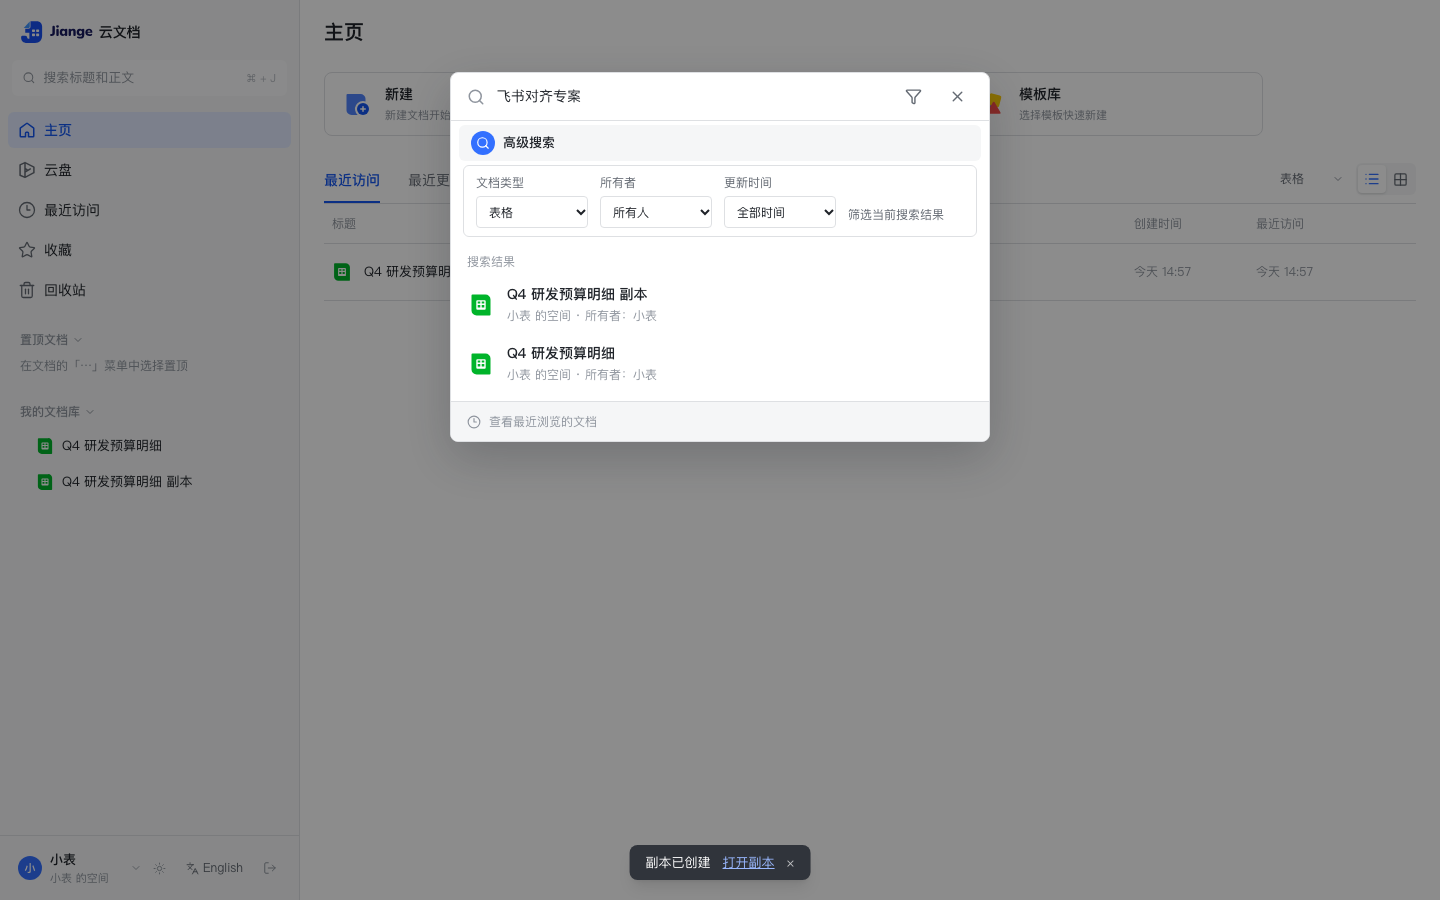 Jiange 云文档
搜索标题和正文 ⌘ + J
主页
云盘
最近访问
收藏
回收站
置顶文档
在文档的「…」菜单中选择置顶
我的文档库
Q4 研发预算明细
Q4 研发预算明细 副本
小
小表
小表 的空间
English
主页
新建
新建文档开始
模板库
选择模板快速新建
最近访问 最近更
表格
标题 创建时间 最近访问
Q4 研发预算明 今天 14:57 今天 14:57
飞书对齐专案
高级搜索
文档类型 所有者 更新时间
表格 所有人 全部时间 筛选当前搜索结果
搜索结果
Q4 研发预算明细 副本
小表 的空间 · 所有者：小表
Q4 研发预算明细
小表 的空间 · 所有者：小表
查看最近浏览的文档
副本已创建 打开副本 ×